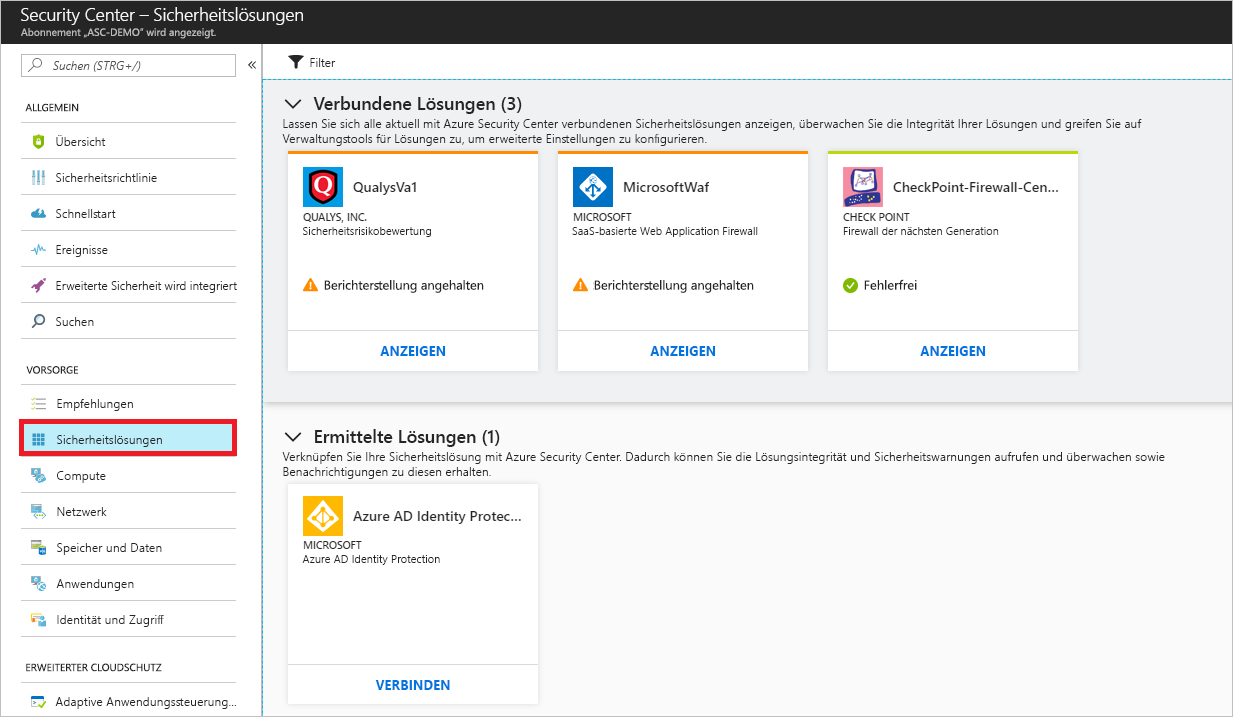 Security Center – Sicherheitslösungen
Abonnement „ASC-DEMO“ wird angezeigt.
Suchen (STRG+/)
«
ALLGEMEIN
Übersicht
Sicherheitsrichtlinie
Schnellstart
Ereignisse
Erweiterte Sicherheit wird integriert
Suchen
VORSORGE
Empfehlungen
Sicherheitslösungen
Compute
Netzwerk
Speicher und Daten
Anwendungen
Identität und Zugriff
ERWEITERTER CLOUDSCHUTZ
Adaptive Anwendungssteuerung...
Filter
Verbundene Lösungen (3)
Lassen Sie sich alle aktuell mit Azure Security Center verbundenen Sicherheitslösungen anzeigen, überwachen Sie die Integrität Ihrer Lösungen und greifen Sie auf
Verwaltungstools für Lösungen zu, um erweiterte Einstellungen zu konfigurieren.
QualysVa1
QUALYS, INC.
Sicherheitsrisikobewertung
Berichterstellung angehalten
ANZEIGEN
MicrosoftWaf
MICROSOFT
SaaS-basierte Web Application Firewall
Berichterstellung angehalten
ANZEIGEN
CheckPoint-Firewall-Cen...
CHECK POINT
Firewall der nächsten Generation
Fehlerfrei
ANZEIGEN
Ermittelte Lösungen (1)
Verknüpfen Sie Ihre Sicherheitslösung mit Azure Security Center. Dadurch können Sie die Lösungsintegrität und Sicherheitswarnungen aufrufen und überwachen sowie
Benachrichtigungen zu diesen erhalten.
Azure AD Identity Protec...
MICROSOFT
Azure AD Identity Protection
VERBINDEN